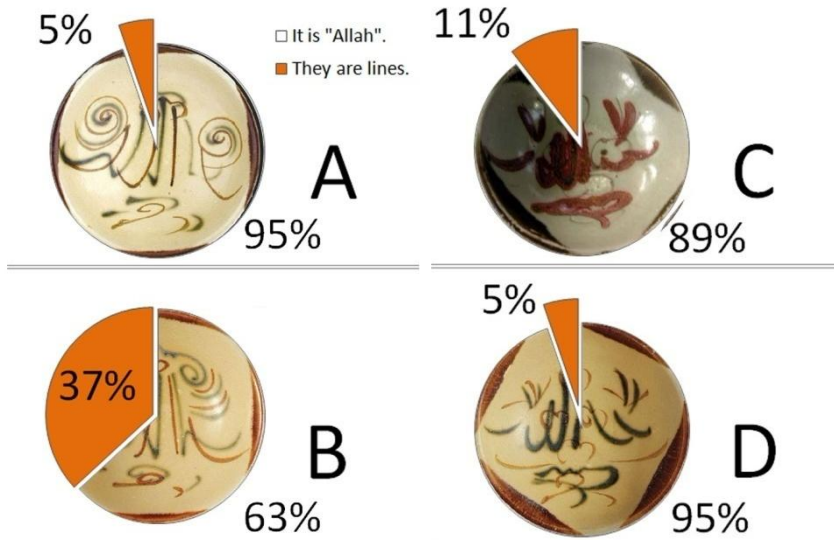 5%
□ It is "Allah".
■ They are lines.
A
95%
11%
C
89%
37%
B
63%
5%
D
95%